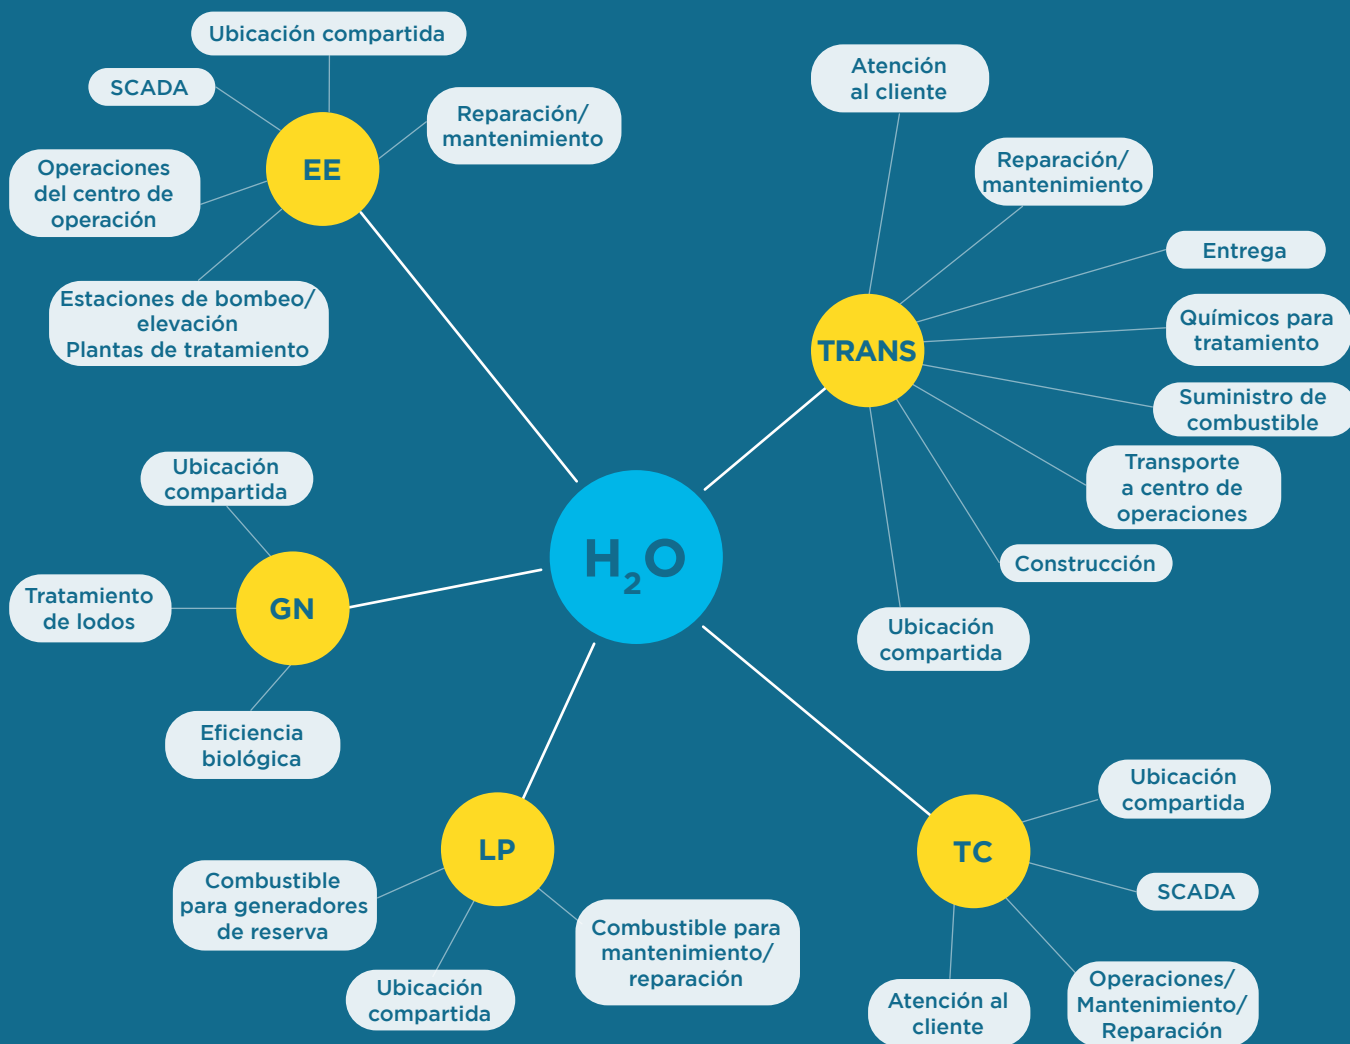 Ubicación compartida
SCADA
EE
Reparación/
mantenimiento
Operaciones
del centro de
operación
Estaciones de bombeo/
elevación
Plantas de tratamiento
Atención
al cliente
Reparación/
mantenimiento
Entrega
Químicos para
tratamiento
TRANS
Suministro de
combustible
Transporte
a centro de
operaciones
Construcción
Ubicación
compartida
H₂O
Ubicación
compartida
Tratamiento
de lodos
GN
Eficiencia
biológica
LP
Combustible
para generadores
de reserva
Ubicación
compartida
Combustible para
mantenimiento/
reparación
TC
Ubicación
compartida
SCADA
Atención al
cliente
Operaciones/
Mantenimiento/
Reparación